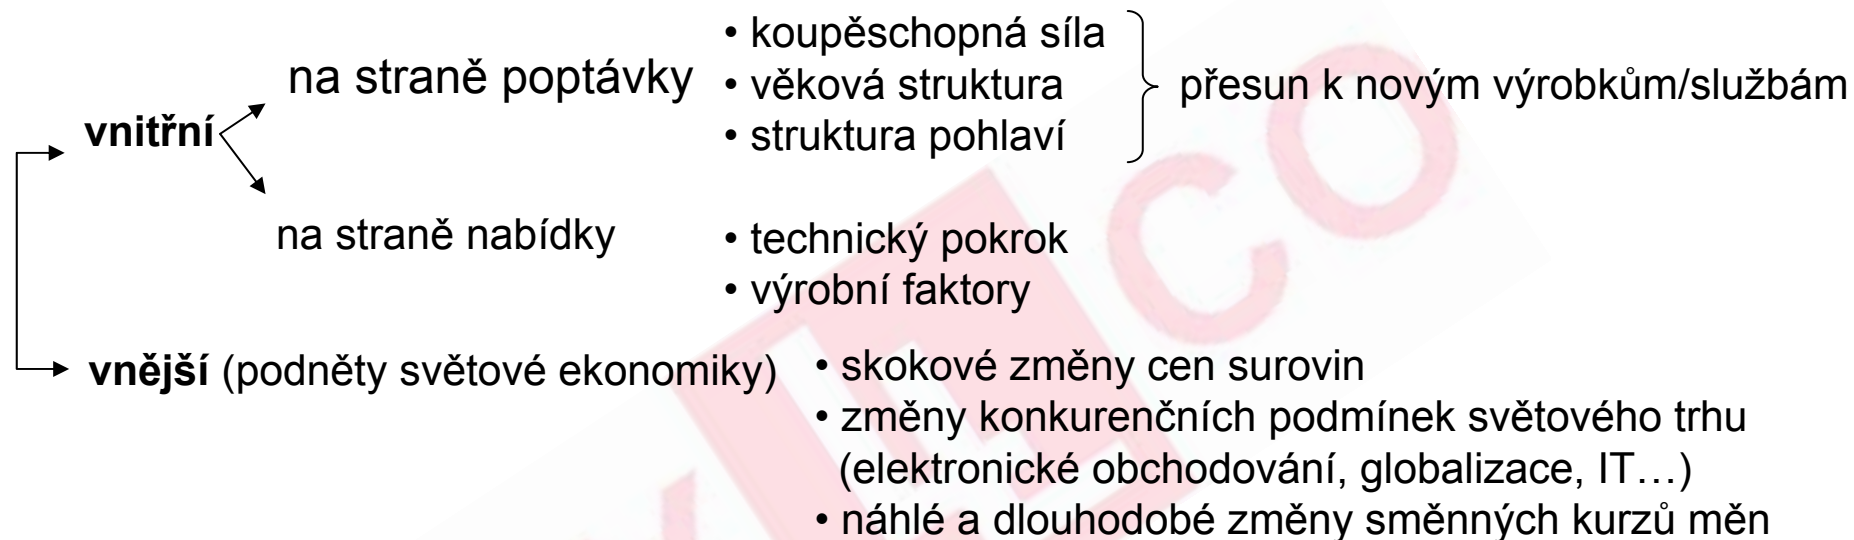 • koupěschopná síla
na straně poptávky
• věková struktura
přesun k novým výrobkům/službám
vnitřní
• struktura pohlaví
na straně nabídky
• technický pokrok
• výrobní faktory
vnější (podněty světové ekonomiky)
• skokové změny cen surovin
• změny konkurenčních podmínek světového trhu
(elektronické obchodování, globalizace, IT…)
• náhlé a dlouhodobé změny směnných kurzů měn
CO